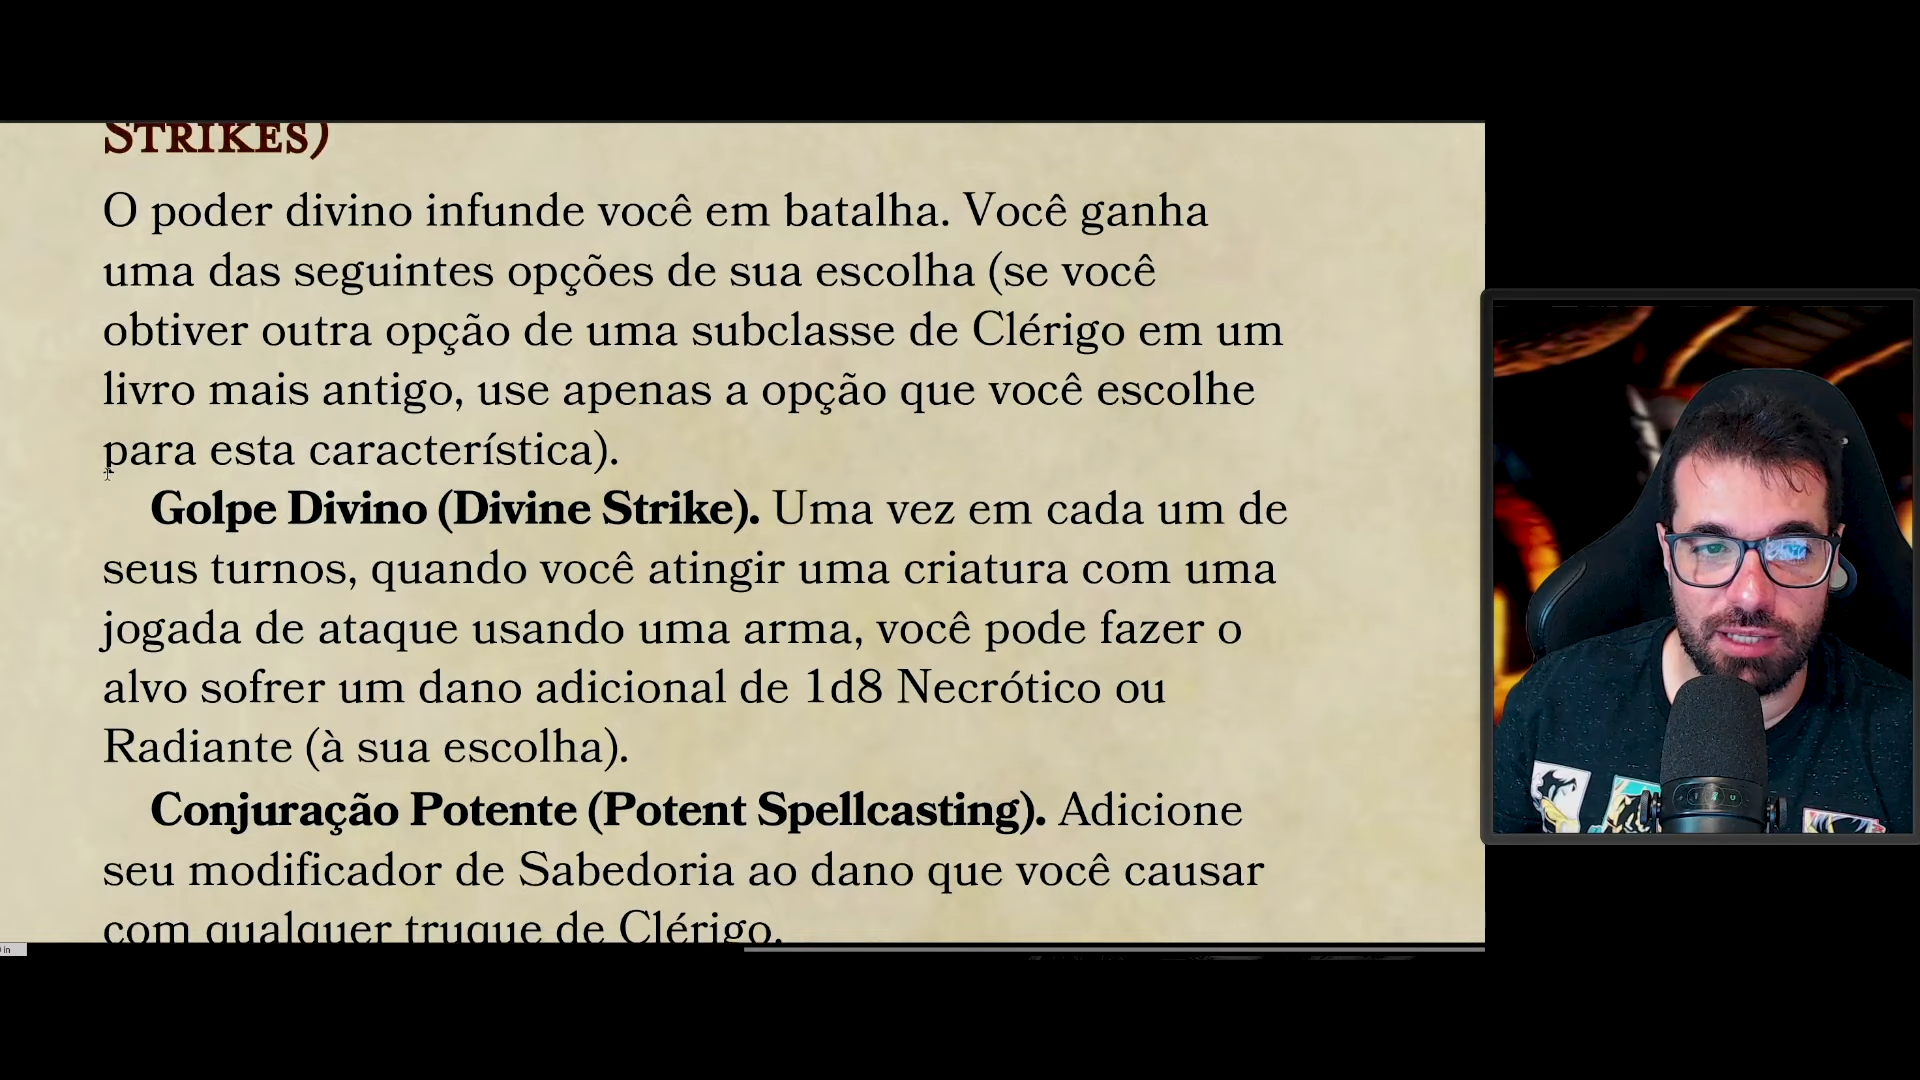 STRIKES)
O poder divino infunde você em batalha. Você ganha
uma das seguintes opções de sua escolha (se você
obtiver outra opção de uma subclasse de Clérigo em um
livro mais antigo, use apenas a opção que você escolhe
para esta característica).
Golpe Divino (Divine Strike). Uma vez em cada um de
seus turnos, quando você atingir uma criatura com uma
jogada de ataque usando uma arma, você pode fazer o
alvo sofrer um dano adicional de 1d8 Necrótico ou
Radiante (à sua escolha).
Conjuração Potente (Potent Spellcasting). Adicione
seu modificador de Sabedoria ao dano que você causar
com qualquer truque de Clérigo.